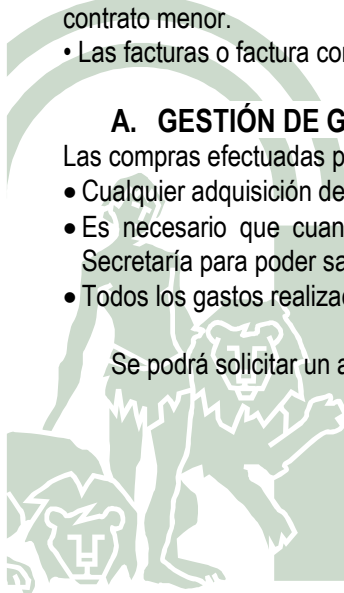 contrato menor.
• Las facturas o factura co
A. GESTIÓN DE G
Las compras efectuadas p
• Cualquier adquisición de
• Es necesario que cuan
Secretaría para poder sa
• Todos los gastos realiza
Se podrá solicitar un a